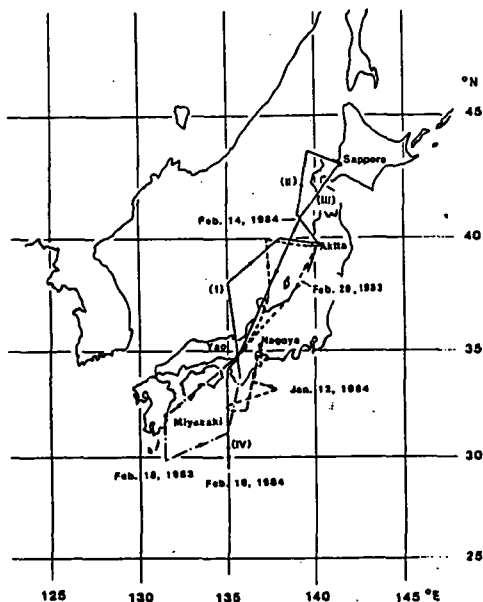 °N
45
Sapporo
(II)
(III)
Feb. 14, 1984
40
Akita
(I)
Feb. 20, 1983
Yao
Nagoya
35
Jan. 12, 1984
Miyazaki
(IV)
30
Feb. 18, 1983
Feb. 16, 1984
25
125 130 135 140 145 °E